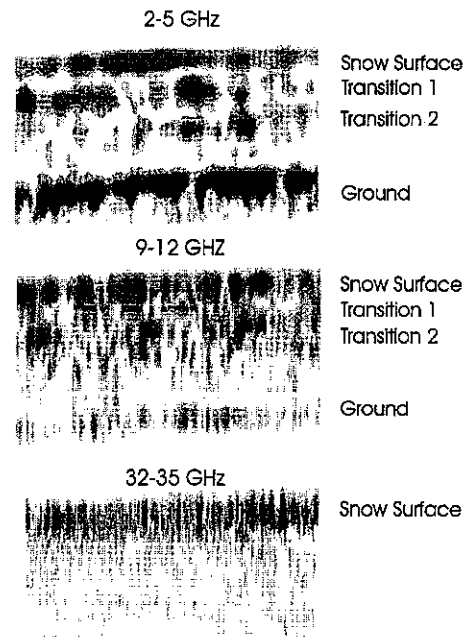 2-5 GHz
Snow Surface
Transition 1
Transition 2
Ground
9-12 GHZ
Snow Surface
Transition 1
Transition 2
Ground
32-35 GHz
Snow Surface